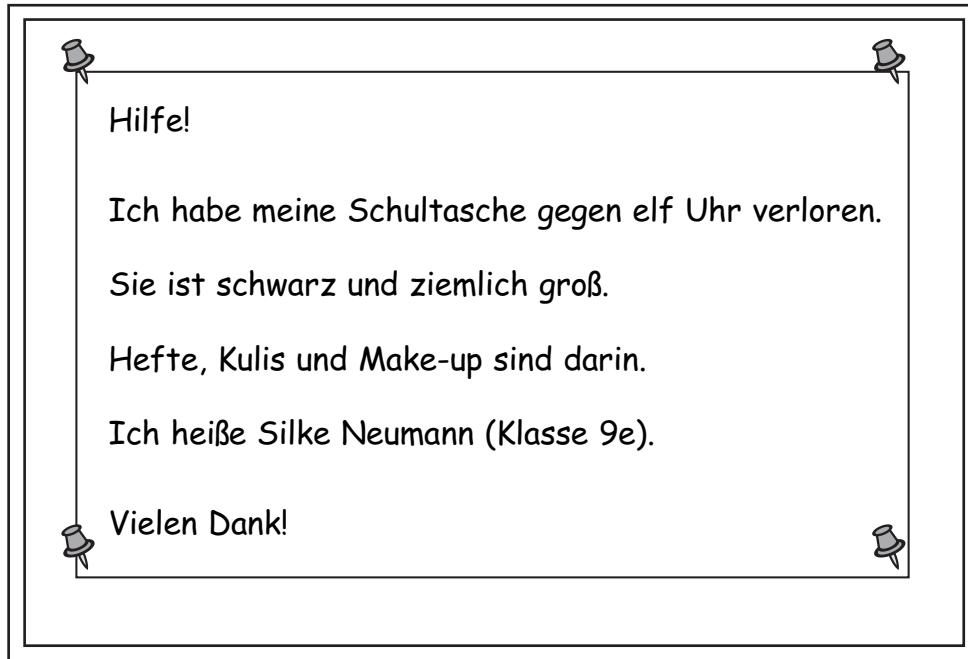 Hilfe!
Ich habe meine Schultasche gegen elf Uhr verloren.
Sie ist schwarz und ziemlich groß.
Hefte, Kulis und Make-up sind darin.
Ich heiße Silke Neumann (Klasse 9e).
Vielen Dank!